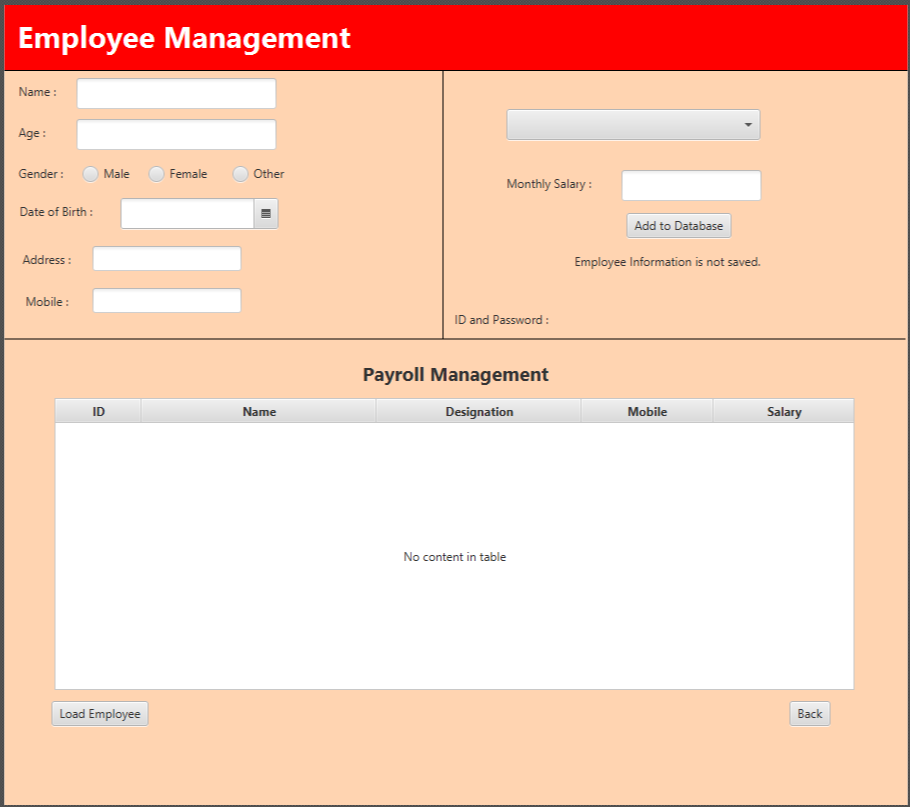 Employee Management
Name :
Age :
Gender : Male Female Other
Date of Birth :
Address :
Mobile :
Monthly Salary :
Add to Database
Employee Information is not saved.
ID and Password :
Payroll Management
ID Name Designation Mobile Salary
No content in table
Load Employee Back